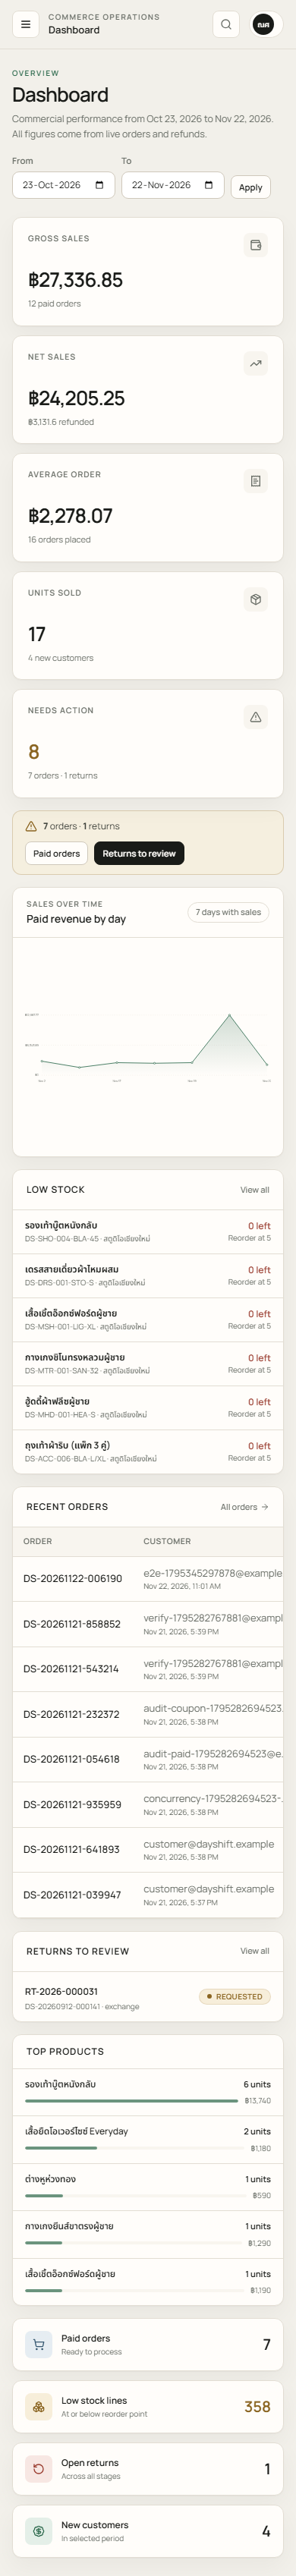 COMMERCE OPERATIONS
Dashboard
OVERVIEW
Dashboard
Commercial performance from Oct 23, 2026 to Nov 22, 2026.
All figures come from live orders and refunds.
From To
23-Oct-2026 22-Nov-2026 Apply
GROSS SALES
฿27,336.85
12 paid orders
NET SALES
฿24,205.25
฿3,131.6 refunded
AVERAGE ORDER
฿2,278.07
16 orders placed
UNITS SOLD
17
4 new customers
NEEDS ACTION
8
7 orders · 1 returns
7 orders · 1 returns
Paid orders Returns to review
SALES OVER TIME
Paid revenue by day
7 days with sales
LOW STOCK View all
รองเท้าบู๊ตหนังกลับ 0 left
DS-SHO-004-BLA-45 · สตูดิโอเชียงใหม่ Reorder at 5
เดรสสายเดี่ยวผ้าไหมผสม 0 left
DS-DRS-001-STO-S · สตูดิโอเชียงใหม่ Reorder at 5
เสื้อเชิ้ตอ็อกซ์ฟอร์ดผู้ชาย 0 left
DS-MSH-001-LIG-XL · สตูดิโอเชียงใหม่ Reorder at 5
กางเกงชิโนทรงหลวมผู้ชาย 0 left
DS-MTR-001-SAN-32 · สตูดิโอเชียงใหม่ Reorder at 5
ฮู้ดดี้ผ้าฟลีซผู้ชาย 0 left
DS-MHD-001-HEA-S · สตูดิโอเชียงใหม่ Reorder at 5
ถุงเท้าผ้าริบ (แพ็ก 3 คู่) 0 left
DS-ACC-006-BLA-L/XL · สตูดิโอเชียงใหม่ Reorder at 5
RECENT ORDERS All orders →
ORDER CUSTOMER
DS-20261122-006190 e2e-1795345297878@example
Nov 22, 2026, 11:01 AM
DS-20261121-858852 verify-1795282767881@exampl
Nov 21, 2026, 5:39 PM
DS-20261121-543214 verify-1795282767881@exampl
Nov 21, 2026, 5:39 PM
DS-20261121-232372 audit-coupon-1795282694523.
Nov 21, 2026, 5:38 PM
DS-20261121-054618 audit-paid-1795282694523@e.
Nov 21, 2026, 5:38 PM
DS-20261121-935959 concurrency-1795282694523-.
Nov 21, 2026, 5:38 PM
DS-20261121-641893 customer@dayshift.example
Nov 21, 2026, 5:38 PM
DS-20261121-039947 customer@dayshift.example
Nov 21, 2026, 5:37 PM
RETURNS TO REVIEW View all
RT-2026-000031 REQUESTED
DS-20260912-000141 · exchange
TOP PRODUCTS
รองเท้าบู๊ตหนังกลับ 6 units
฿13,740
เสื้อยืดโอเวอร์ไซซ์ Everyday 2 units
฿1,180
ต่างหูห่วงทอง 1 units
฿590
กางเกงยีนส์ขาตรงผู้ชาย 1 units
฿1,290
เสื้อเชิ้ตอ็อกซ์ฟอร์ดผู้ชาย 1 units
฿1,190
Paid orders 7
Ready to process
Low stock lines 358
At or below reorder point
Open returns 1
Across all stages
New customers 4
In selected period